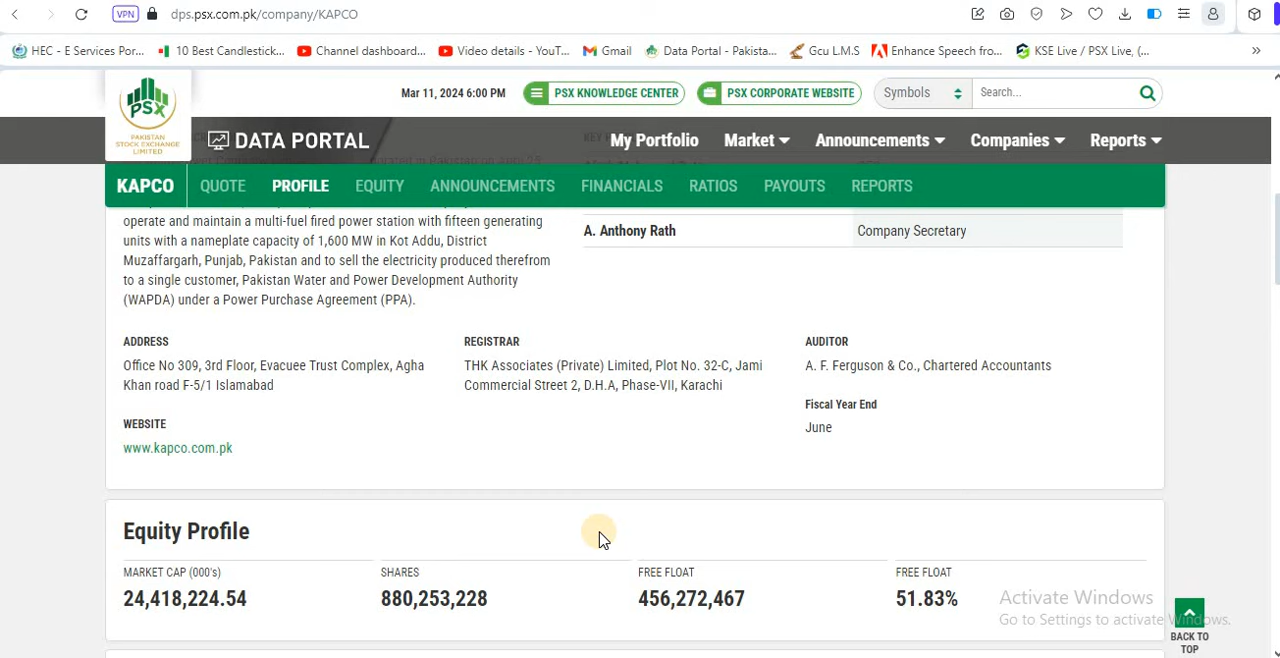 VPN dps.psx.com.pk/company/KAPCO
HEC - E Services Por... 10 Best Candlestick... Channel dashboard... Video details - YouT... Gmail Data Portal - Pakista... Gcu L.M.S Enhance Speech fro... KSE Live / PSX Live, (... »
PSX
PAKISTAN
STOCK EXCHANGE
LIMITED
Mar 11, 2024 6:00 PM PSX KNOWLEDGE CENTER PSX CORPORATE WEBSITE Symbols Search...
DATA PORTAL My Portfolio Market Announcements Companies Reports
KAPCO QUOTE PROFILE EQUITY ANNOUNCEMENTS FINANCIALS RATIOS PAYOUTS REPORTS
operate and maintain a multi-fuel fired power station with fifteen generating
units with a nameplate capacity of 1,600 MW in Kot Addu, District
Muzaffargarh, Punjab, Pakistan and to sell the electricity produced therefrom
to a single customer, Pakistan Water and Power Development Authority
(WAPDA) under a Power Purchase Agreement (PPA).
A. Anthony Rath Company Secretary
ADDRESS
Office No 309, 3rd Floor, Evacuee Trust Complex, Agha
Khan road F-5/1 Islamabad
REGISTRAR
THK Associates (Private) Limited, Plot No. 32-C, Jami
Commercial Street 2, D.H.A, Phase-VII, Karachi
AUDITOR
A. F. Ferguson & Co., Chartered Accountants
Fiscal Year End
June
WEBSITE
www.kapco.com.pk
Equity Profile
MARKET CAP (000's) SHARES FREE FLOAT FREE FLOAT
24,418,224.54 880,253,228 456,272,467 51.83%
Activate Windows
Go to Settings to activate Windows.
BACK TO
TOP